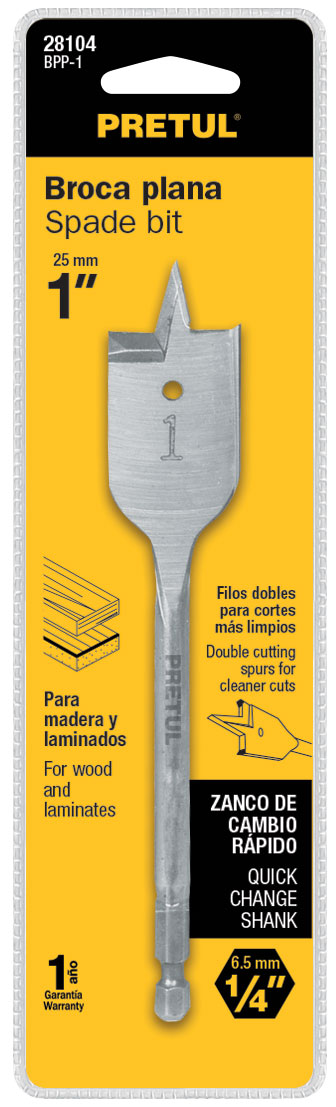 28104
BPP-1
PRETUL®
Broca plana
Spade bit
25 mm
1”
1
PRETUL
Filos dobles
para cortes
más limpios
Double cutting
spurs for
cleaner cuts
Para
madera y
laminados
For wood
and
laminates
ZANCO DE
CAMBIO
RÁPIDO
QUICK
CHANGE
SHANK
1 año
Garantía
Warranty
6.5 mm
1/4”